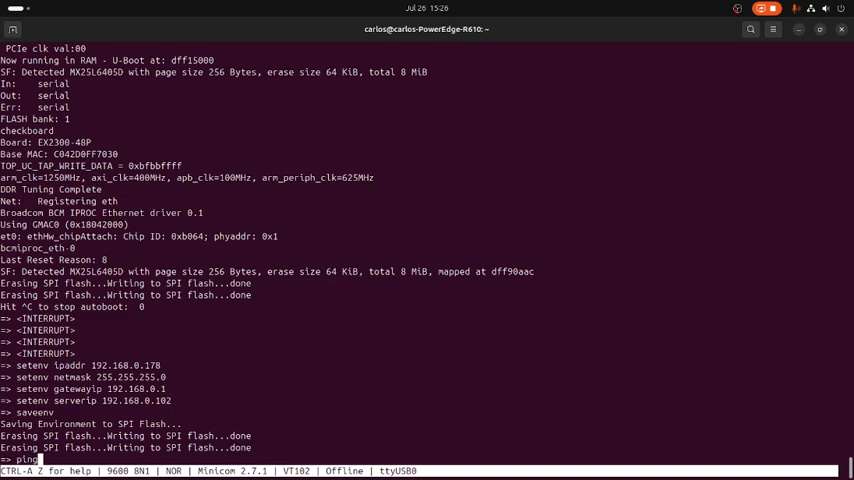 Jul 26 15:26
carlos@carlos-PowerEdge-R610: ~
PCIe clk val:00
Now running in RAM - U-Boot at: dff15000
SF: Detected MX25L6405D with page size 256 Bytes, erase size 64 KiB, total 8 MiB
In:    serial
Out:   serial
Err:   serial
FLASH bank: 1
checkboard
Board: EX2300-48P
Base MAC: C042D0FF7030
TOP_UC_TAP_WRITE_DATA = 0xbfbbffff
arm_clk=1250MHz, axi_clk=400MHz, apb_clk=100MHz, arm_periph_clk=625MHz
DDR Tuning Complete
Net:   Registering eth
Broadcom BCM IPROC Ethernet driver 0.1
Using GMAC0 (0x18042000)
et0: ethHw_chipAttach: Chip ID: 0xb064; phyaddr: 0x1
bcmiproc_eth-0
Last Reset Reason: 8
SF: Detected MX25L6405D with page size 256 Bytes, erase size 64 KiB, total 8 MiB, mapped at dff90aac
Erasing SPI flash...Writing to SPI flash...done
Erasing SPI flash...Writing to SPI flash...done
Hit ^C to stop autoboot:  0
=> <INTERRUPT>
=> <INTERRUPT>
=> <INTERRUPT>
=> <INTERRUPT>
=> setenv ipaddr 192.168.0.178
=> setenv netmask 255.255.255.0
=> setenv gatewayip 192.168.0.1
=> setenv serverip 192.168.0.102
=> saveenv
Saving Environment to SPI Flash...
Erasing SPI flash...Writing to SPI flash...done
Erasing SPI flash...Writing to SPI flash...done
=> ping
CTRL-A Z for help | 9600 8N1 | NOR | Minicom 2.7.1 | VT102 | Offline | ttyUSB0